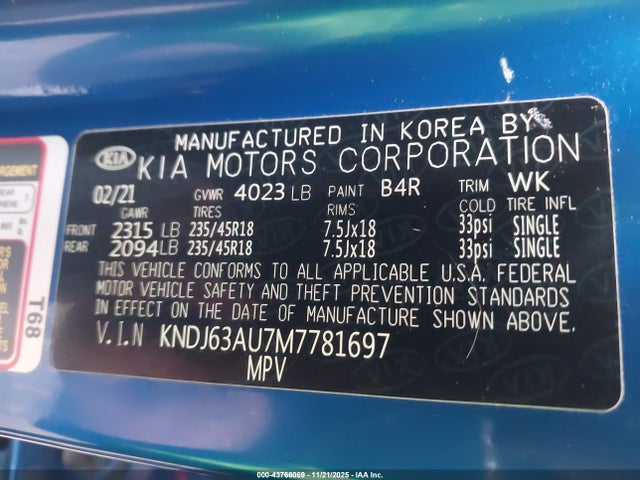 MANUFACTURED IN KOREA BY
KIA KIA MOTORS CORPORATION
02/21 GVWR 4023 LB PAINT B4R TRIM WK
GAWR TIRES RIMS COLD TIRE INFL
FRONT 2315 LB 235/45R18 7.5Jx18 33psi SINGLE
REAR 2094 LB 235/45R18 7.5Jx18 33psi SINGLE
THIS VEHICLE CONFORMS TO ALL APPLICABLE U.S.A. FEDERAL
MOTOR VEHICLE SAFETY AND THEFT PREVENTION STANDARDS
IN EFFECT ON THE DATE OF MANUFACTURE SHOWN ABOVE.
V.I.N KNDJ63AU7M7781697
MPV
T68
000-43766069 - 11/21/2025 - IAA Inc.